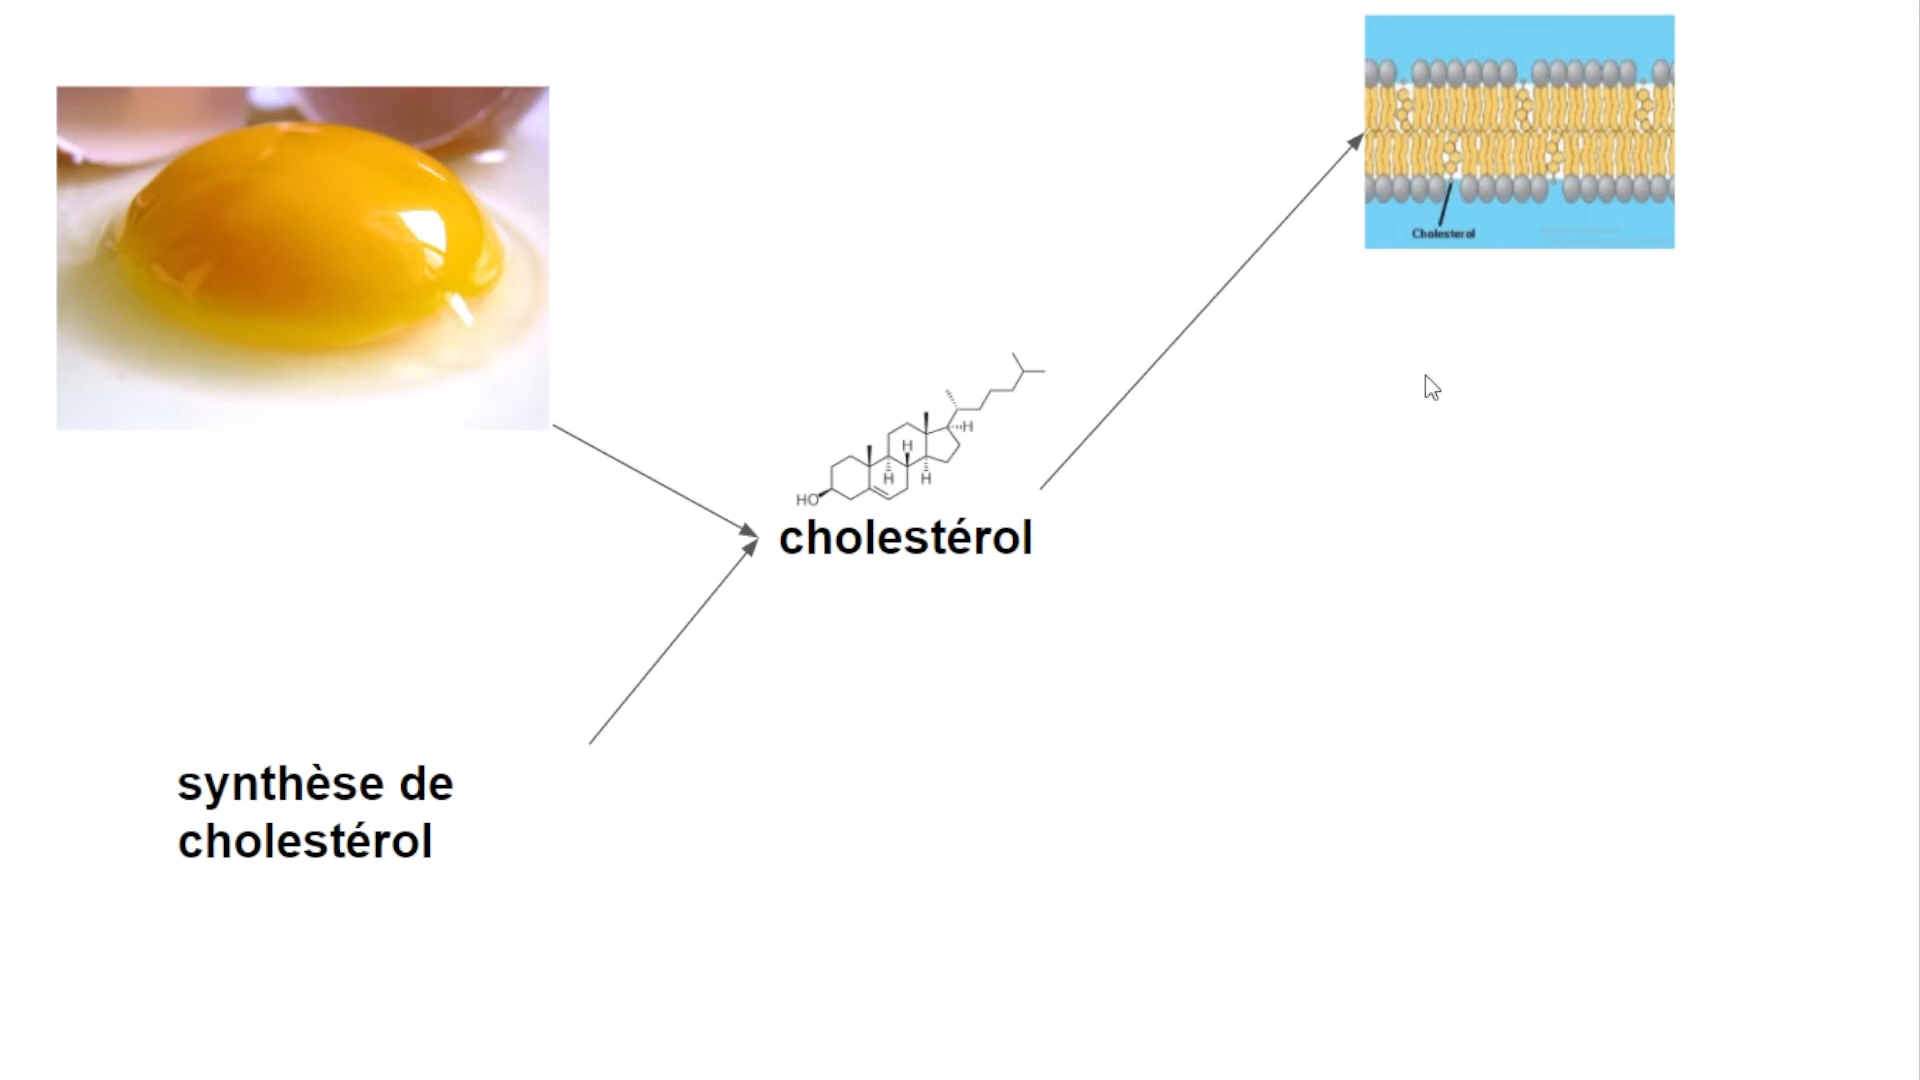 Cholesterol
H
H
H
H
HO
cholestérol
synthèse de
cholestérol